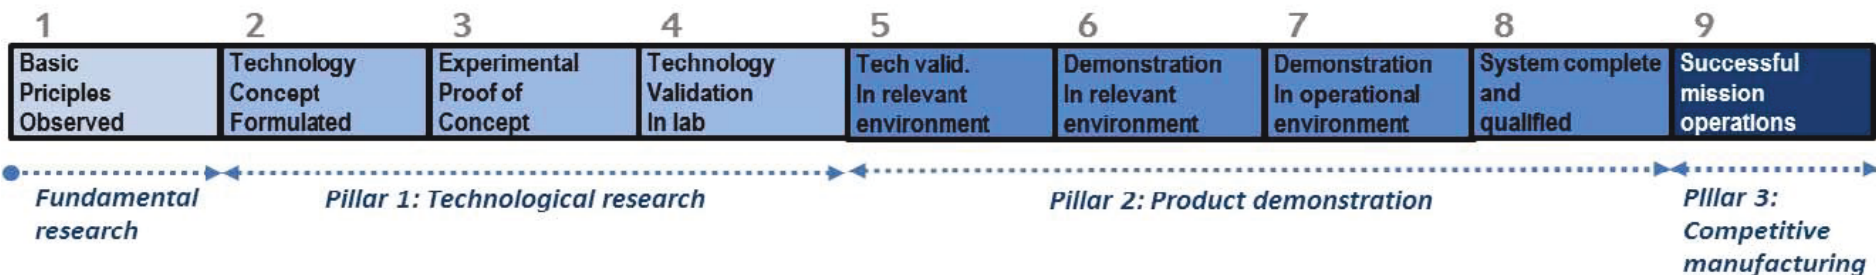 1
Basic
Priciples
Observed
2
Technology
Concept
Formulated
3
Experimental
Proof of
Concept
4
Technology
Validation
In lab
5
Tech valid.
In relevant
environment
6
Demonstration
In relevant
environment
7
Demonstration
In operational
environment
8
System complete
and
qualified
9
Successful
mission
operations
Fundamental
research
Pillar 1: Technological research
Pillar 2: Product demonstration
Plllar 3:
Competitive
manufacturing